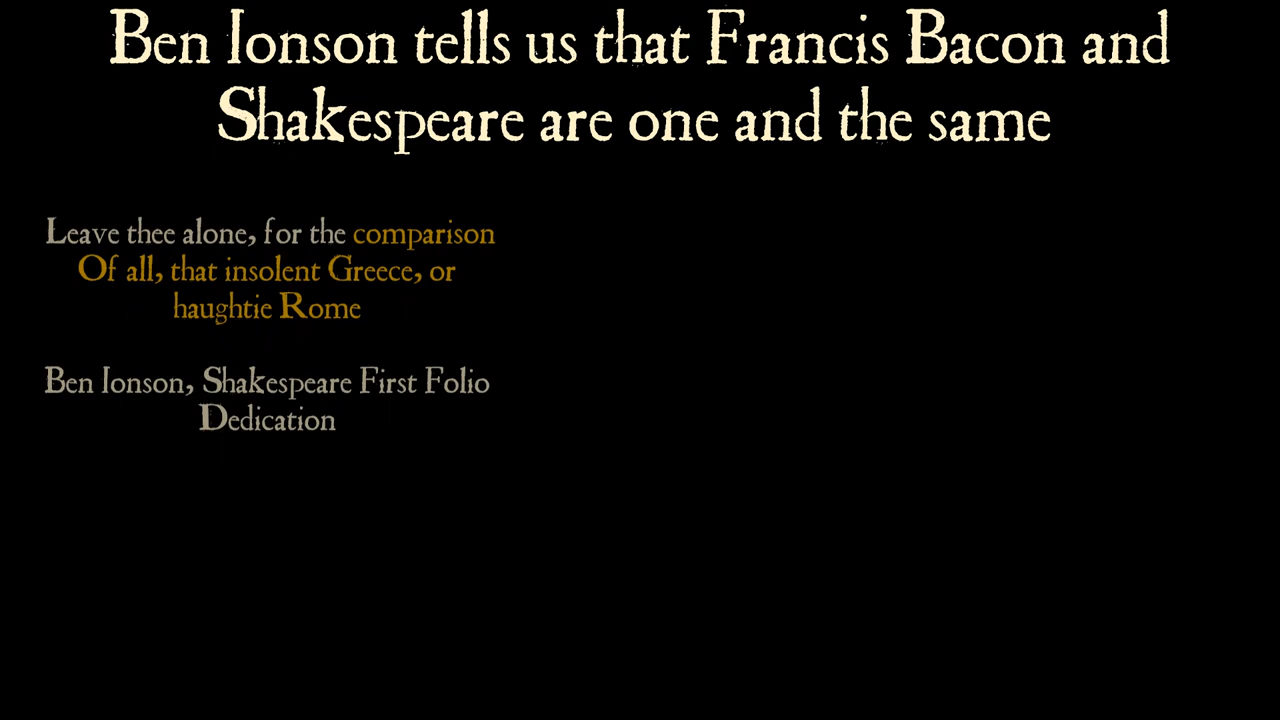 Ben Ionson tells us that Francis Bacon and
Shakespeare are one and the same
Leave thee alone, for the comparison
Of all, that insolent Greece, or
haughtie Rome
Ben Ionson, Shakespeare First Folio
Dedication